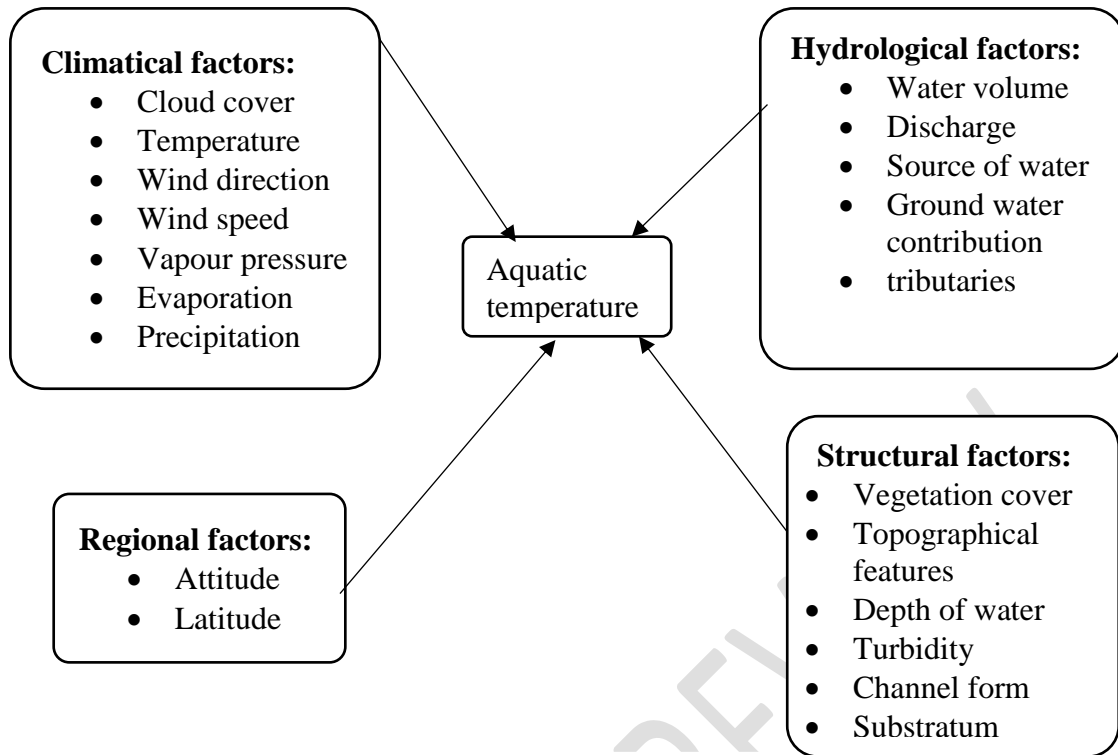 Climatical factors:
• Cloud cover
• Temperature
• Wind direction
• Wind speed
• Vapour pressure
• Evaporation
• Precipitation
Hydrological factors:
• Water volume
• Discharge
• Source of water
• Ground water
contribution
• tributaries
Aquatic
temperature
Regional factors:
• Attitude
• Latitude
Structural factors:
• Vegetation cover
• Topographical
features
• Depth of water
• Turbidity
• Channel form
• Substratum